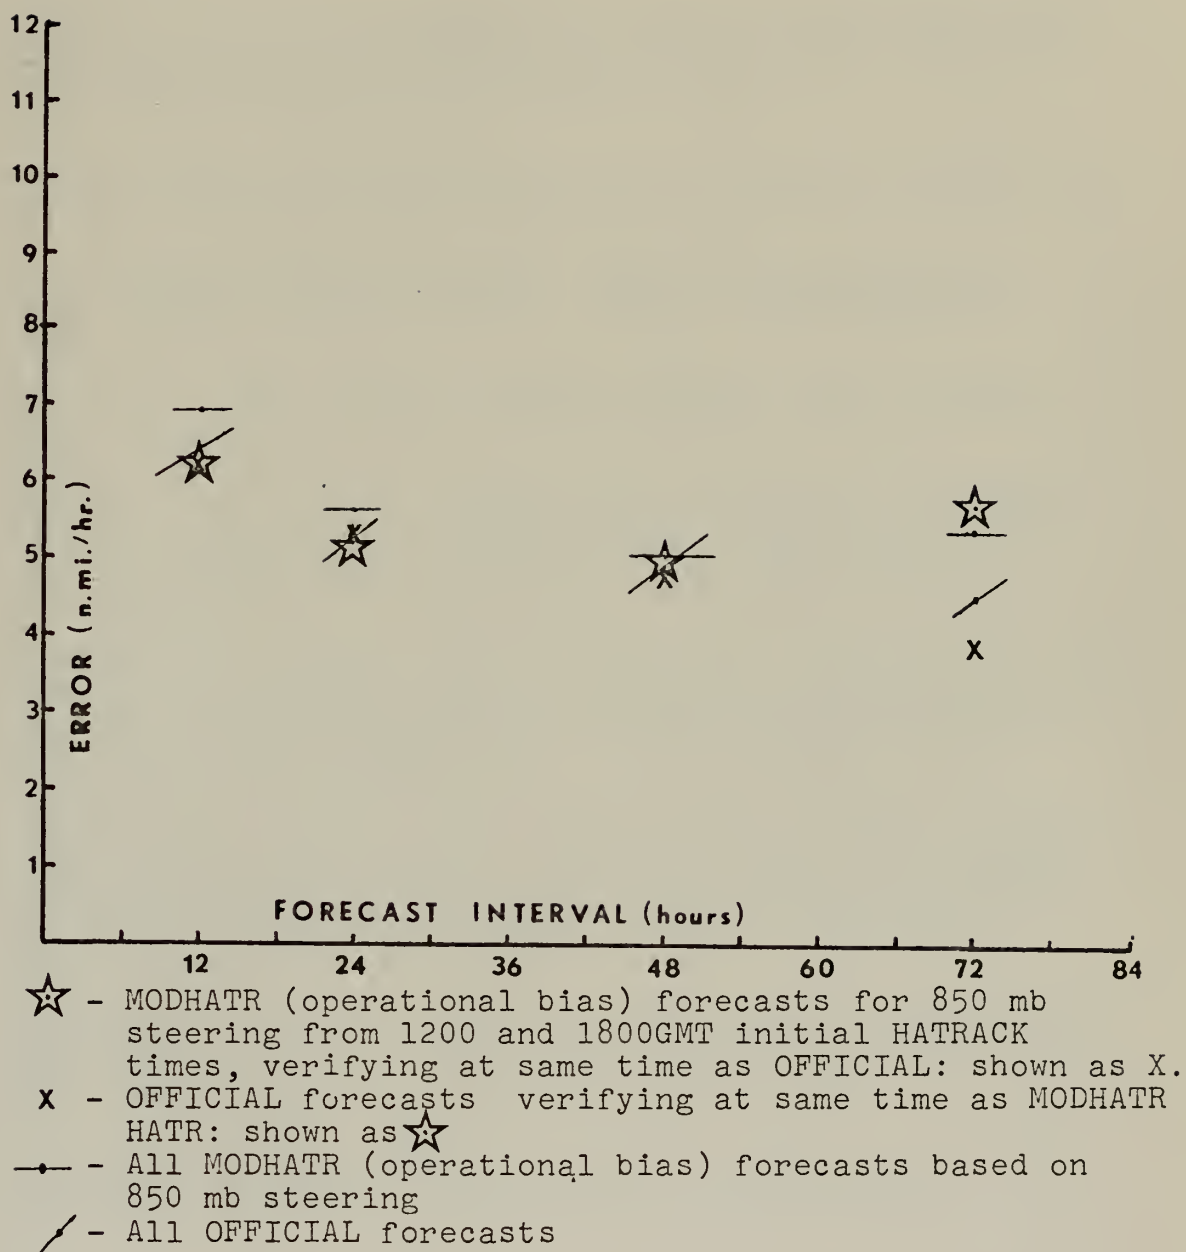 12
11
10
9
8
7
6
5
4
3
2
1
ERROR (n.mi./hr.)
FORECAST INTERVAL (hours)
12 24 36 48 60 72 84
- MODHATR (operational bias) forecasts for 850 mb
steering from 1200 and 1800GMT initial HATRACK
times, verifying at same time as OFFICIAL: shown as X.
X - OFFICIAL forecasts verifying at same time as MODHATR
HATR: shown as
- All MODHATR (operational bias) forecasts based on
850 mb steering
- All OFFICIAL forecasts